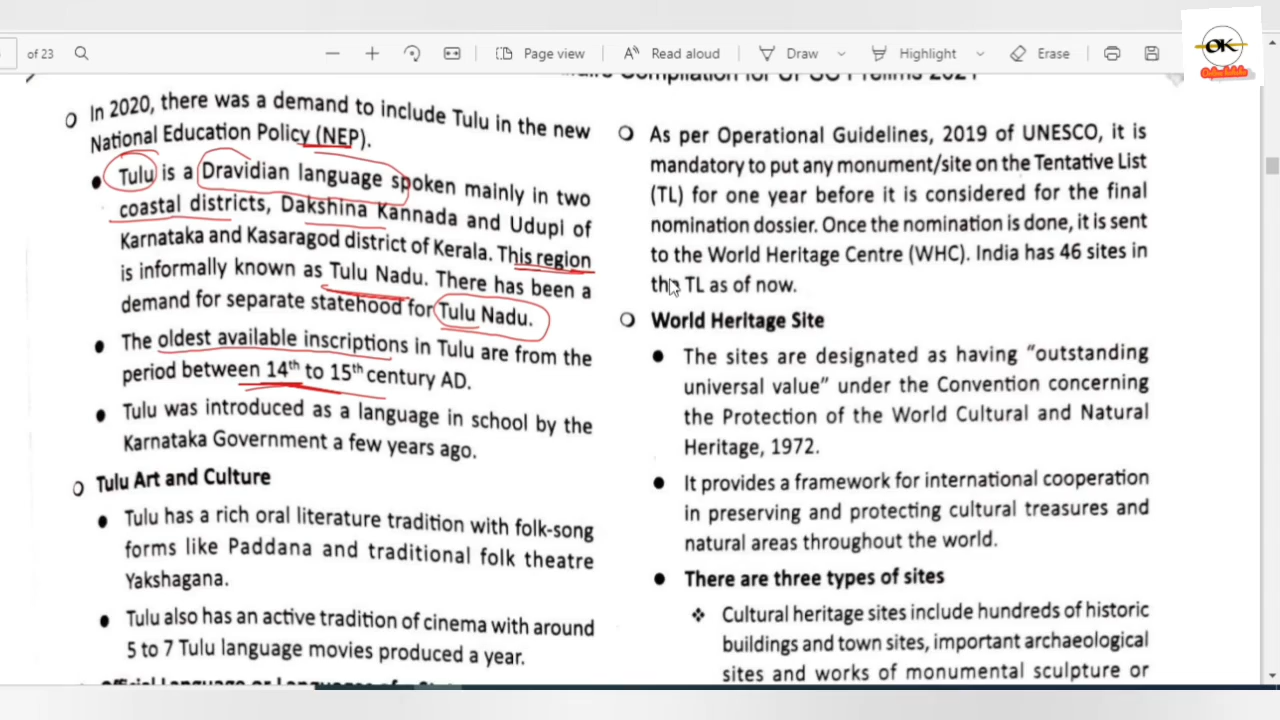 of 23
Page view
Read aloud
Draw
Highlight
Erase
OK
Compilation for UPSC Prelims 2021
In 2020, there was a demand to include Tulu in the new
National Education Policy (NEP).
Tulu is a Dravidian language spoken mainly in two
coastal districts, Dakshina Kannada and Udupi of
Karnataka and Kasaragod district of Kerala. This region
is informally known as Tulu Nadu. There has been a
demand for separate statehood for Tulu Nadu.
The oldest available inscriptions in Tulu are from the
period between 14th to 15th century AD.
Tulu was introduced as a language in school by the
Karnataka Government a few years ago.
Tulu Art and Culture
Tulu has a rich oral literature tradition with folk-song
forms like Paddana and traditional folk theatre
Yakshagana.
Tulu also has an active tradition of cinema with around
5 to 7 Tulu language movies produced a year.
As per Operational Guidelines, 2019 of UNESCO, it is
mandatory to put any monument/site on the Tentative List
(TL) for one year before it is considered for the final
nomination dossier. Once the nomination is done, it is sent
to the World Heritage Centre (WHC). India has 46 sites in
the TL as of now.
World Heritage Site
The sites are designated as having "outstanding
universal value" under the Convention concerning
the Protection of the World Cultural and Natural
Heritage, 1972.
It provides a framework for international cooperation
in preserving and protecting cultural treasures and
natural areas throughout the world.
There are three types of sites
Cultural heritage sites include hundreds of historic
buildings and town sites, important archaeological
sites and works of monumental sculpture or